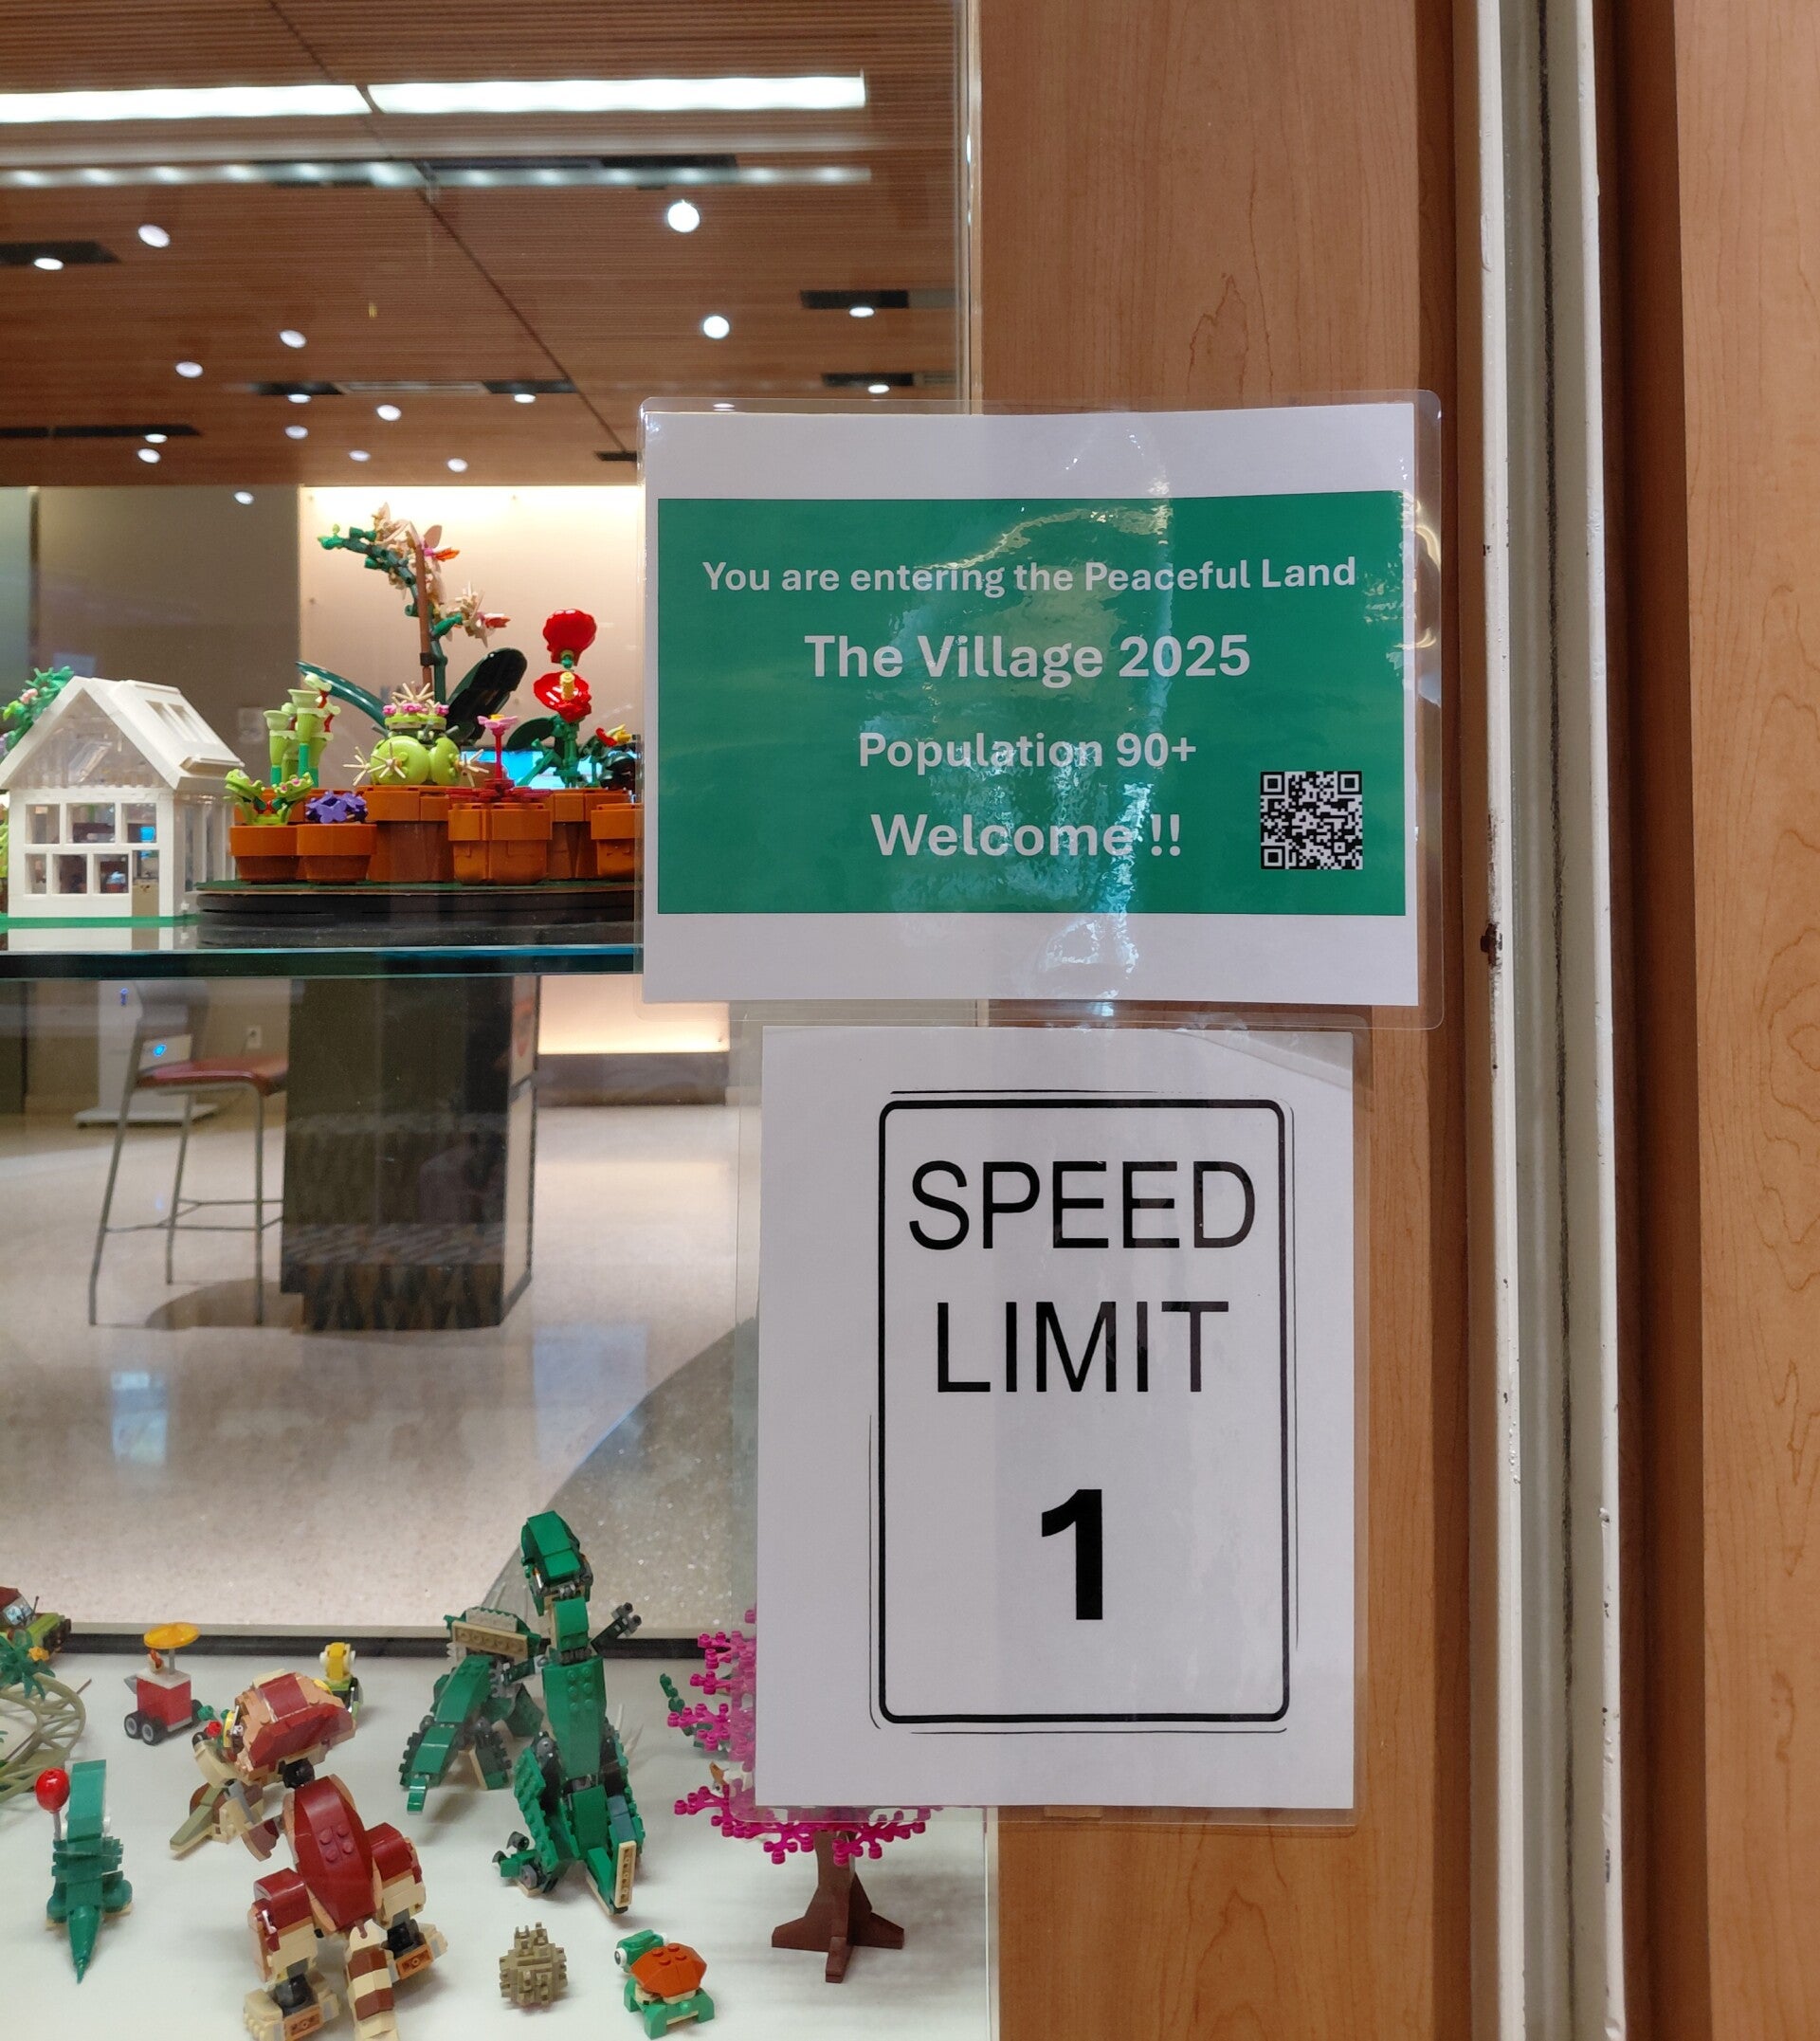 You are entering the Peaceful Land
The Village 2025
Population 90+
Welcome !!
SPEED
LIMIT
1